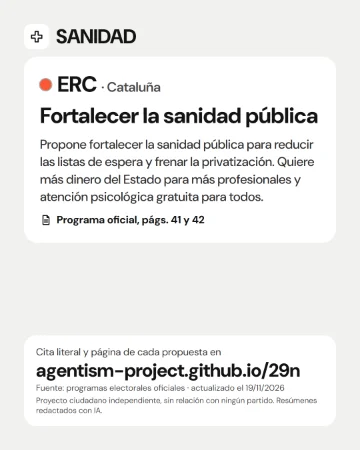 SANIDAD
ERC · Cataluña
Fortalecer la sanidad pública
Propone fortalecer la sanidad pública para reducir
las listas de espera y frenar la privatización. Quiere
más dinero del Estado para más profesionales y
atención psicológica gratuita para todos.
Programa oficial, págs. 41 y 42
Cita literal y página de cada propuesta en
agentism-project.github.io/29n
Fuente: programas electorales oficiales · actualizado el 19/11/2026
Proyecto ciudadano independiente, sin relación con ningún partido. Resúmenes
redactados con IA.